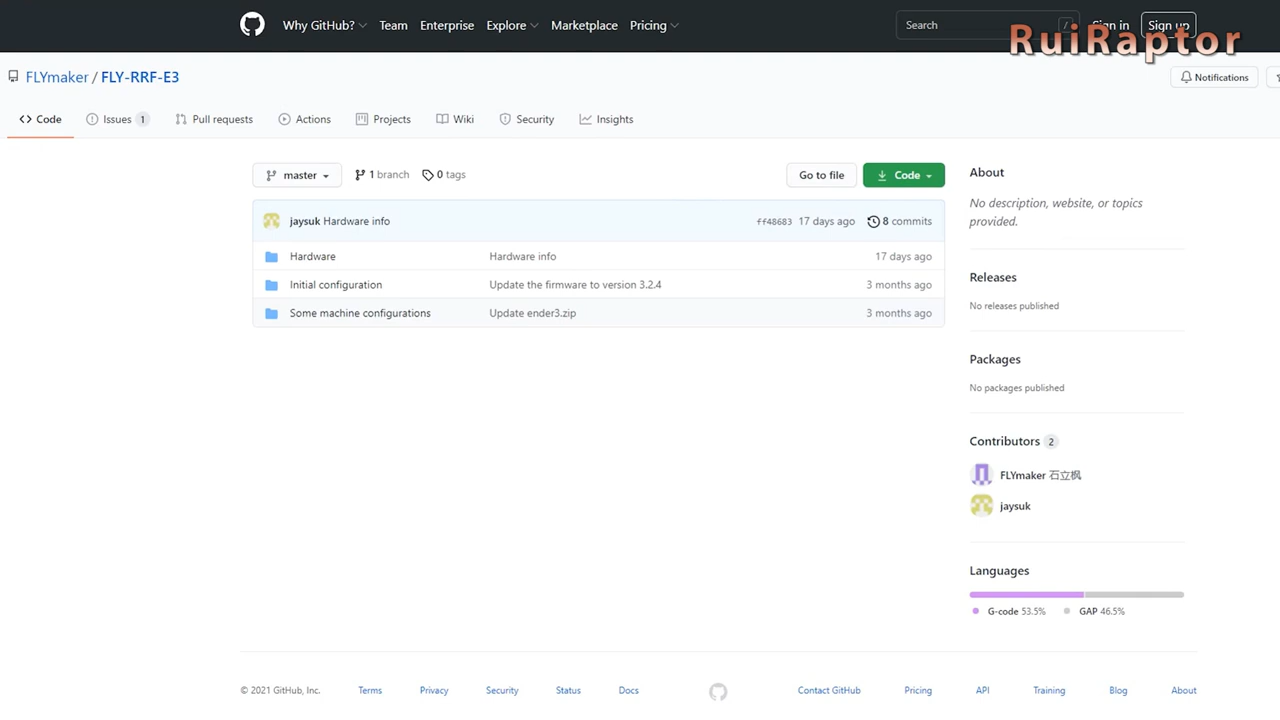 Why GitHub? Team Enterprise Explore Marketplace Pricing Search / Sign in Sign up
RuiRaptor
FLYmaker / FLY-RRF-E3 Notifications
Code Issues 1 Pull requests Actions Projects Wiki Security Insights
master 1 branch 0 tags Go to file Code
jaysuk Hardware info ff48683 17 days ago 8 commits
Hardware Hardware info 17 days ago
Initial configuration Update the firmware to version 3.2.4 3 months ago
Some machine configurations Update ender3.zip 3 months ago
About
No description, website, or topics
provided.
Releases
No releases published
Packages
No packages published
Contributors 2
FLYmaker 石立枫
jaysuk
Languages
G-code 53.5% GAP 46.5%
© 2021 GitHub, Inc. Terms Privacy Security Status Docs Contact GitHub Pricing API Training Blog About